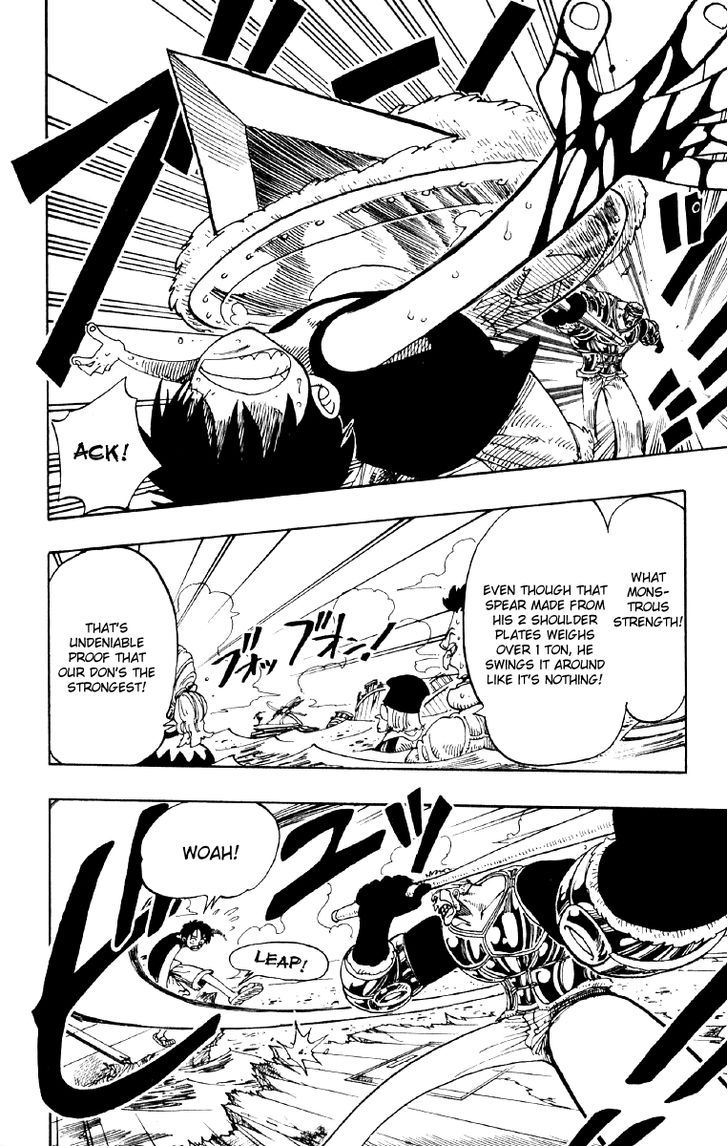 ACK!
WHAT
MONS-
TROUS
STRENGTH!
EVEN THOUGH THAT
SPEAR MADE FROM
HIS 2 SHOULDER
PLATES WEIGHS
OVER 1 TON, HE
SWINGS IT AROUND
LIKE IT'S NOTHING!
ブオッ
ブオン!
THAT'S
UNDENIABLE
PROOF THAT
OUR DON'S THE
STRONGEST!
WOAH!
LEAP!